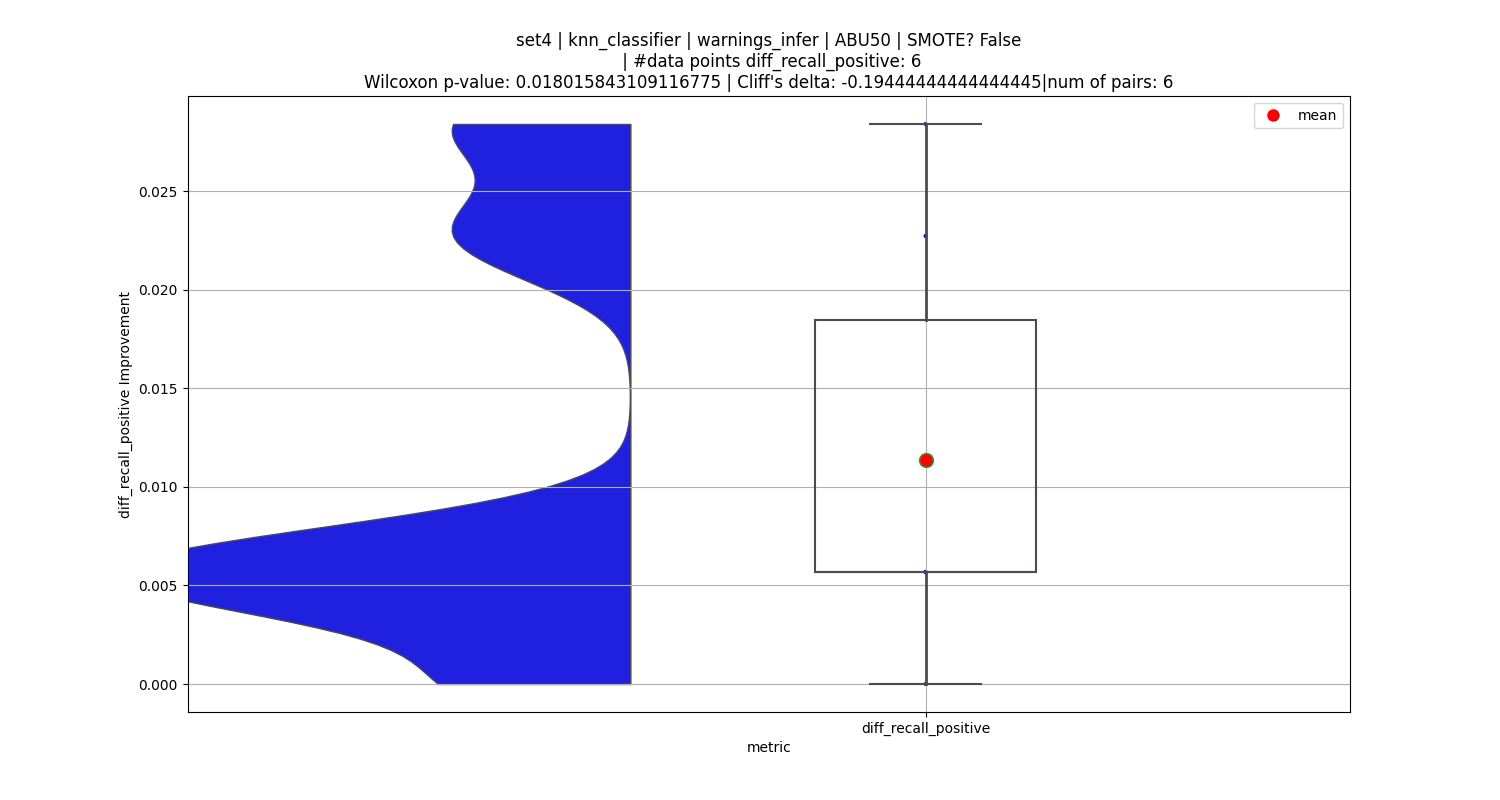 set4 | knn_classifier | warnings_infer | ABU50 | SMOTE? False
| #data points diff_recall_positive: 6
Wilcoxon p-value: 0.018015843109116775 | Cliff's delta: -0.19444444444444445|num of pairs: 6
mean
0.025
0.020
0.015
0.010
0.005
0.000
diff_recall_positive Improvement
diff_recall_positive
metric